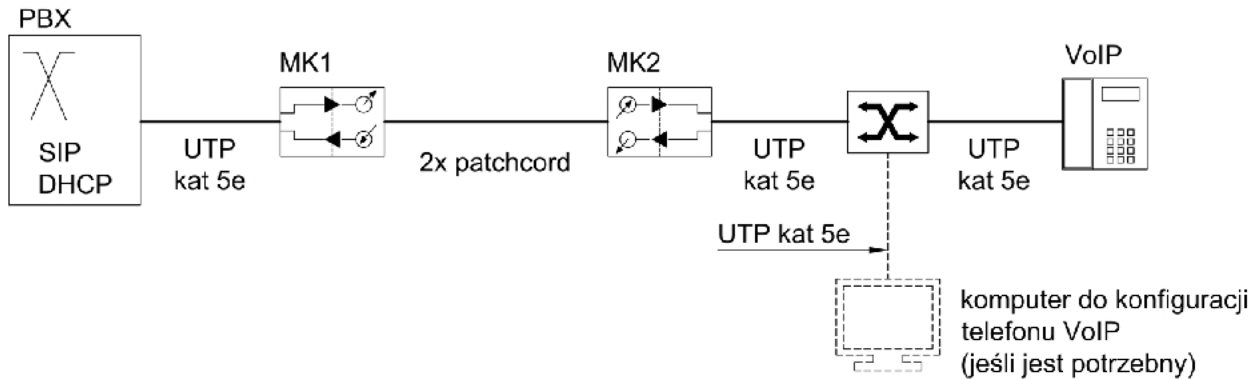 PBX
SIP
DHCP
UTP
kat 5e
MK1
2x patchcord
MK2
UTP
kat 5e
UTP
kat 5e
VoIP
UTP kat 5e
komputer do konfiguracji
telefonu VoIP
(jeśli jest potrzebny)